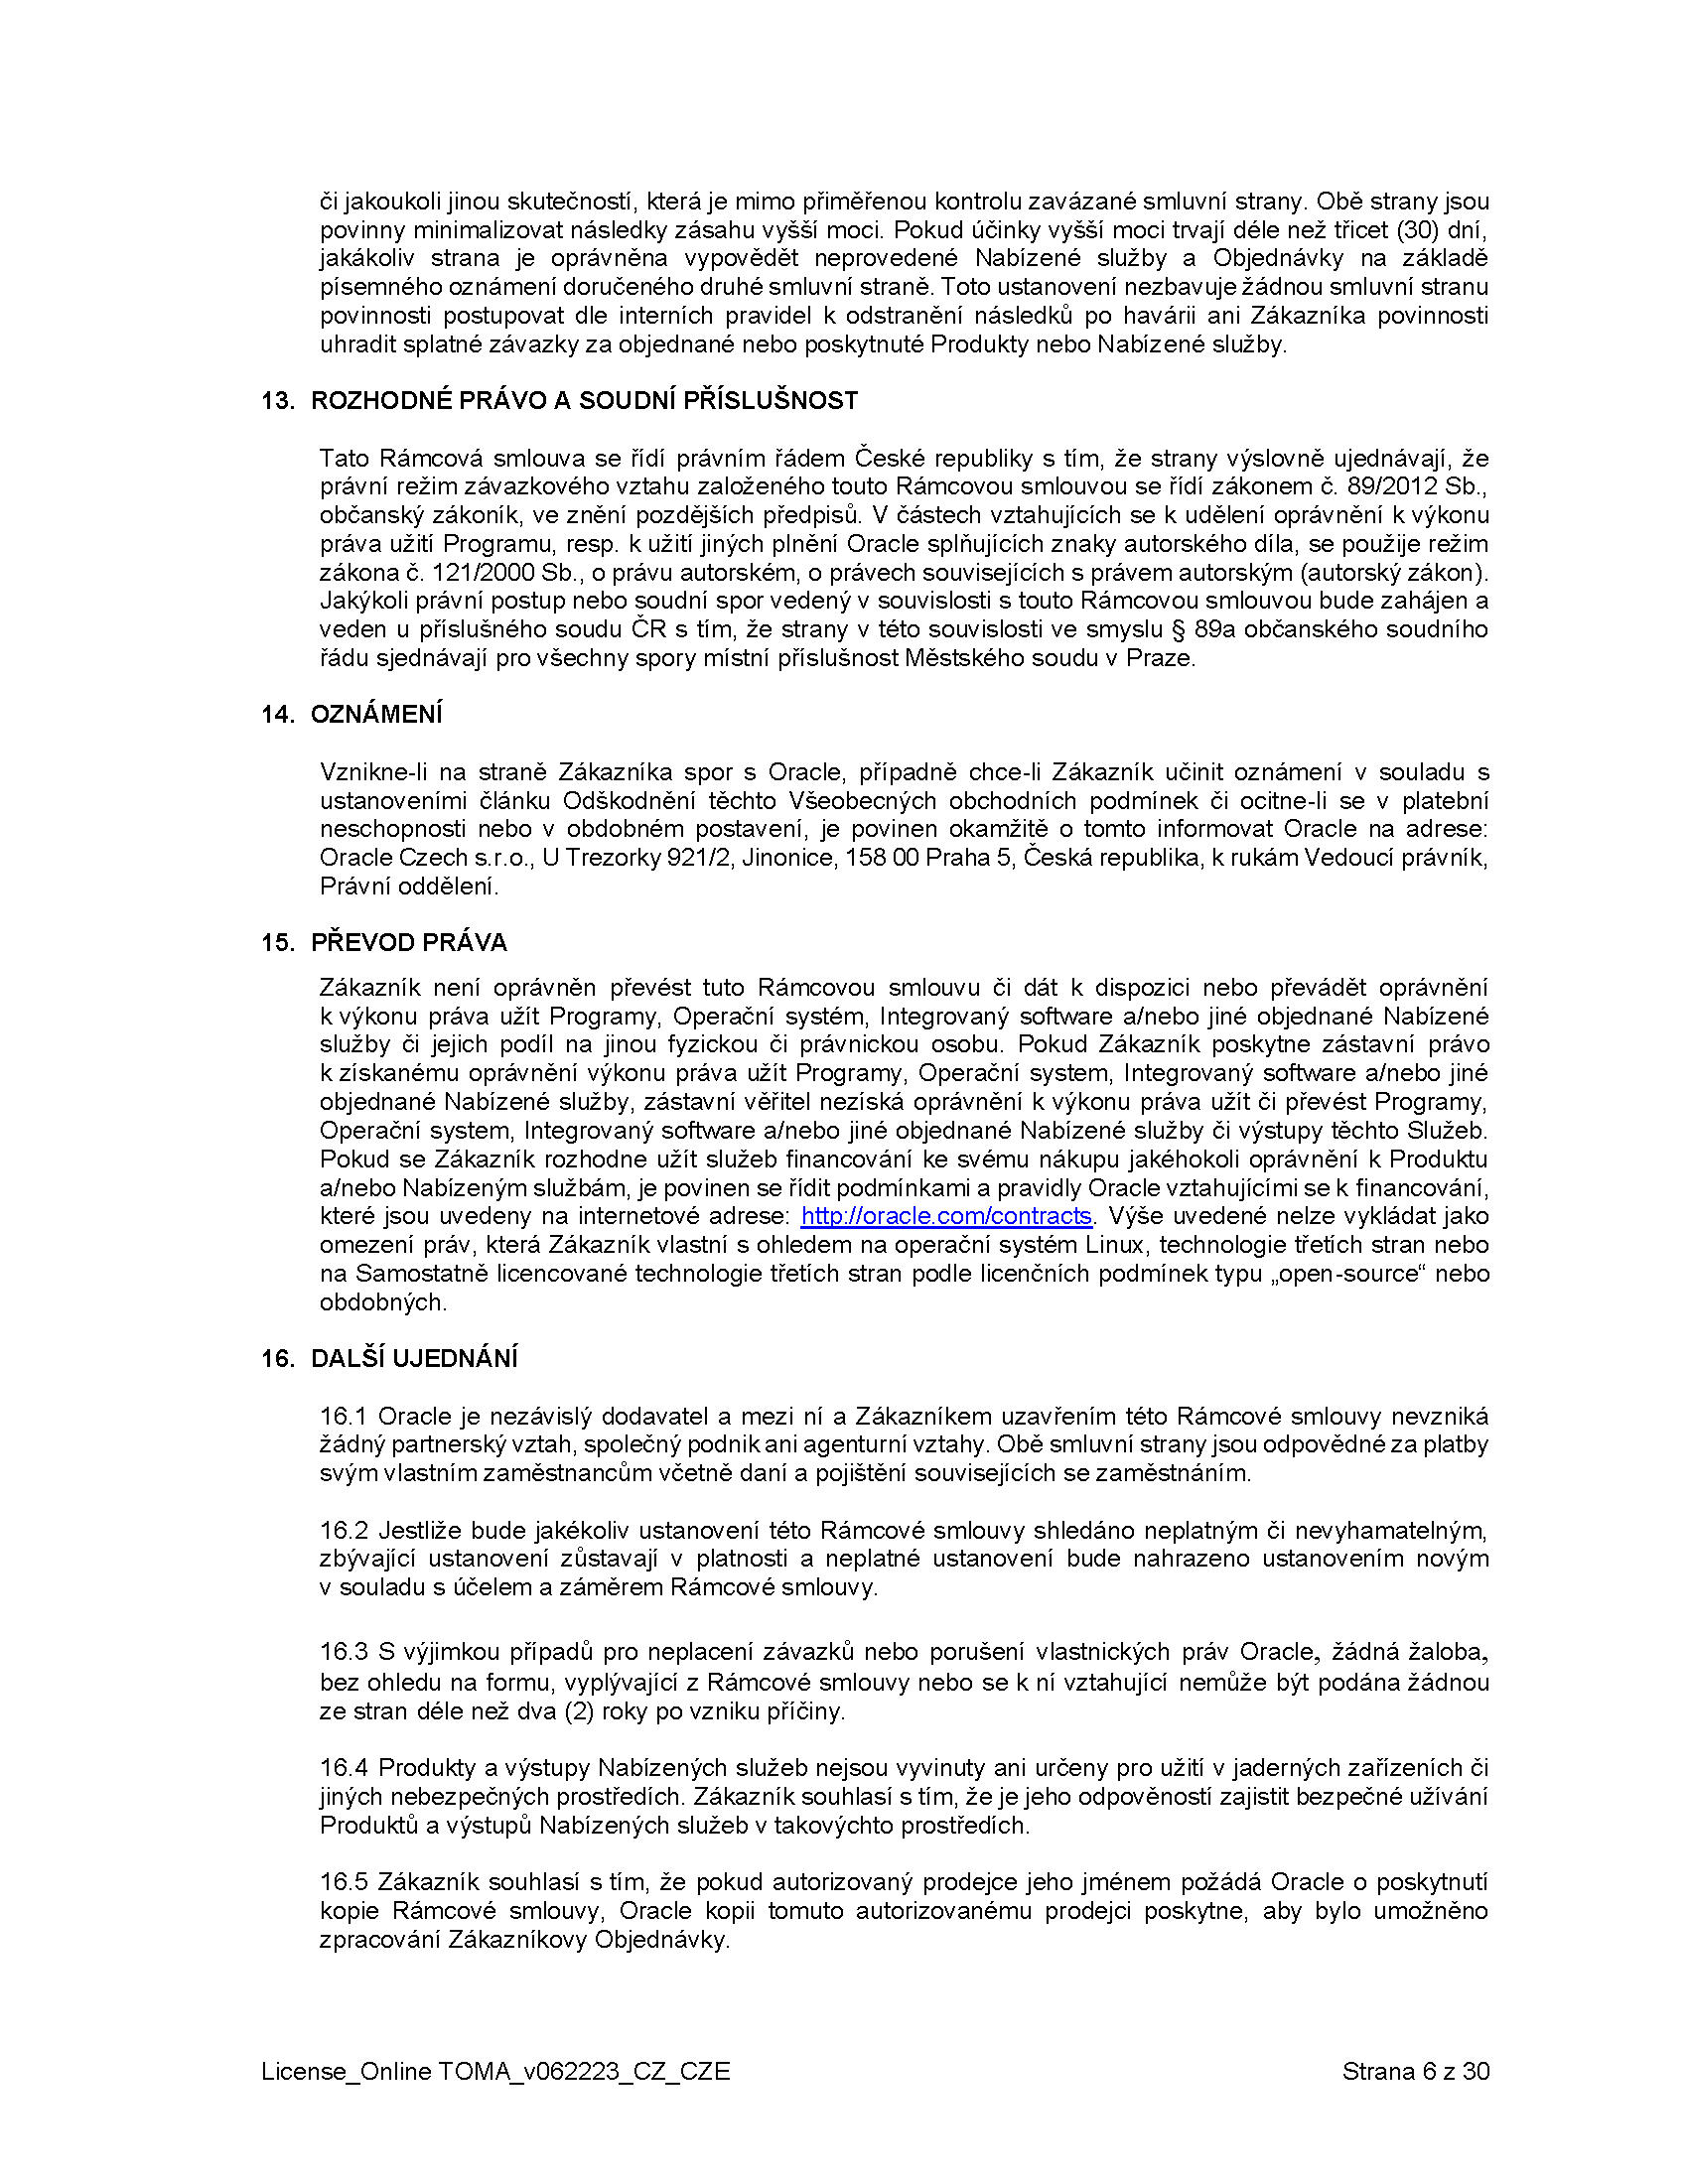 či jakoukoli jinou skutečností, která je mimo přiměřenou kontrolu zavázané smluvní strany. Obě strany jsou
povinny minimalizovat následky zásahu vyšší moci. Pokud účinky vyšší moci trvají déle než třicet (30) dní,
jakákoliv strana je oprávněna vypovědět neprovedené Nabízené služby a Objednávky na základě
písemného oznámení doručeného druhé smluvní straně. Toto ustanovení nezbavuje žádnou smluvní stranu
povinnosti postupovat dle interních pravidel k odstranění následků po havárii ani Zákazníka povinnosti
uhradit splatné závazky za objednané nebo poskytnuté Produkty nebo Nabízené služby.
13. ROZHODNÉ PRÁVO A SOUDNÍ PŘÍSLUŠNOST
Tato Rámcová smlouva se řídí právním řádem České republiky s tím, že strany výslovně ujednávají, že
právní režim závazkového vztahu založeného touto Rámcovou smlouvou se řídí zákonem č. 89/2012 Sb.,
občanský zákoník, ve znění pozdějších předpisů. V částech vztahujících se k udělení oprávnění k výkonu
práva užití Programu, resp. k užití jiných plnění Oracle splňujících znaky autorského díla, se použije režim
zákona č. 121/2000 Sb., o právu autorském, o právech souvisejících s právem autorským (autorský zákon).
Jakýkoli právní postup nebo soudní spor vedený v souvislosti s touto Rámcovou smlouvou bude zahájen a
veden u příslušného soudu ČR s tím, že strany v této souvislosti ve smyslu § 89a občanského soudního
řádu sjednávají pro všechny spory místní příslušnost Městského soudu v Praze.
14. OZNÁMENÍ
Vznikne-li na straně Zákazníka spor s Oracle, případně chce-li Zákazník učinit oznámení v souladu s
ustanoveními článku Odškodnění těchto Všeobecných obchodních podmínek či ocitne-li se v platební
neschopnosti nebo v obdobném postavení, je povinen okamžitě o tomto informovat Oracle na adrese:
Oracle Czech s.r.o., U Trezorky 921/2, Jinonice, 158 00 Praha 5, Česká republika, k rukám Vedoucí právník,
Právní oddělení.
15. PŘEVOD PRÁVA
Zákazník není oprávněn převést tuto Rámcovou smlouvu či dát k dispozici nebo převádět oprávnění
k výkonu práva užít Programy, Operační systém, Integrovaný software a/nebo jiné objednané Nabízené
služby či jejich podíl na jinou fyzickou či právnickou osobu. Pokud Zákazník poskytne zástavní právo
k získanému oprávnění výkonu práva užít Programy, Operační system, Integrovaný software a/nebo jiné
objednané Nabízené služby, zástavní věřitel nezíská oprávnění k výkonu práva užít či převést Programy,
Operační system, Integrovaný software a/nebo jiné objednané Nabízené služby či výstupy těchto Služeb.
Pokud se Zákazník rozhodne užít služeb financování ke svému nákupu jakéhokoli oprávnění k Produktu
a/nebo Nabízeným službám, je povinen se řídit podmínkami a pravidly Oracle vztahujícími se k financování,
které jsou uvedeny na internetové adrese: http://oracle.com/contracts. Výše uvedené nelze vykládat jako
omezení práv, která Zákazník vlastní s ohledem na operační systém Linux, technologie třetích stran nebo
na Samostatně licencované technologie třetích stran podle licenčních podmínek typu „open-source“ nebo
obdobných.
16. DALŠÍ UJEDNÁNÍ
16.1 Oracle je nezávislý dodavatel a mezi ní a Zákazníkem uzavřením této Rámcové smlouvy nevzniká
žádný partnerský vztah, společný podnik ani agenturní vztahy. Obě smluvní strany jsou odpovědné za platby
svým vlastním zaměstnancům včetně daní a pojištění souvisejících se zaměstnáním.
16.2 Jestliže bude jakékoliv ustanovení této Rámcové smlouvy shledáno neplatným či nevyhamatelným,
zbývající ustanovení zůstavají v platnosti a neplatné ustanovení bude nahrazeno ustanovením novým
v souladu s účelem a záměrem Rámcové smlouvy.
16.3 S výjimkou případů pro neplacení závazků nebo porušení vlastnických práv Oracle, žádná žaloba,
bez ohledu na formu, vyplývající z Rámcové smlouvy nebo se k ní vztahující nemůže být podána žádnou
ze stran déle než dva (2) roky po vzniku příčiny.
16.4 Produkty a výstupy Nabízených služeb nejsou vyvinuty ani určeny pro užití v jaderných zařízeních či
jiných nebezpečných prostředích. Zákazník souhlasí s tím, že je jeho odpověností zajistit bezpečné užívání
Produktů a výstupů Nabízených služeb v takovýchto prostředích.
16.5 Zákazník souhlasí s tím, že pokud autorizovaný prodejce jeho jménem požádá Oracle o poskytnutí
kopie Rámcové smlouvy, Oracle kopii tomuto autorizovanému prodejci poskytne, aby bylo umožněno
zpracování Zákazníkovy Objednávky.
License_Online TOMA_v062223_CZ_CZE Strana 6 z 30